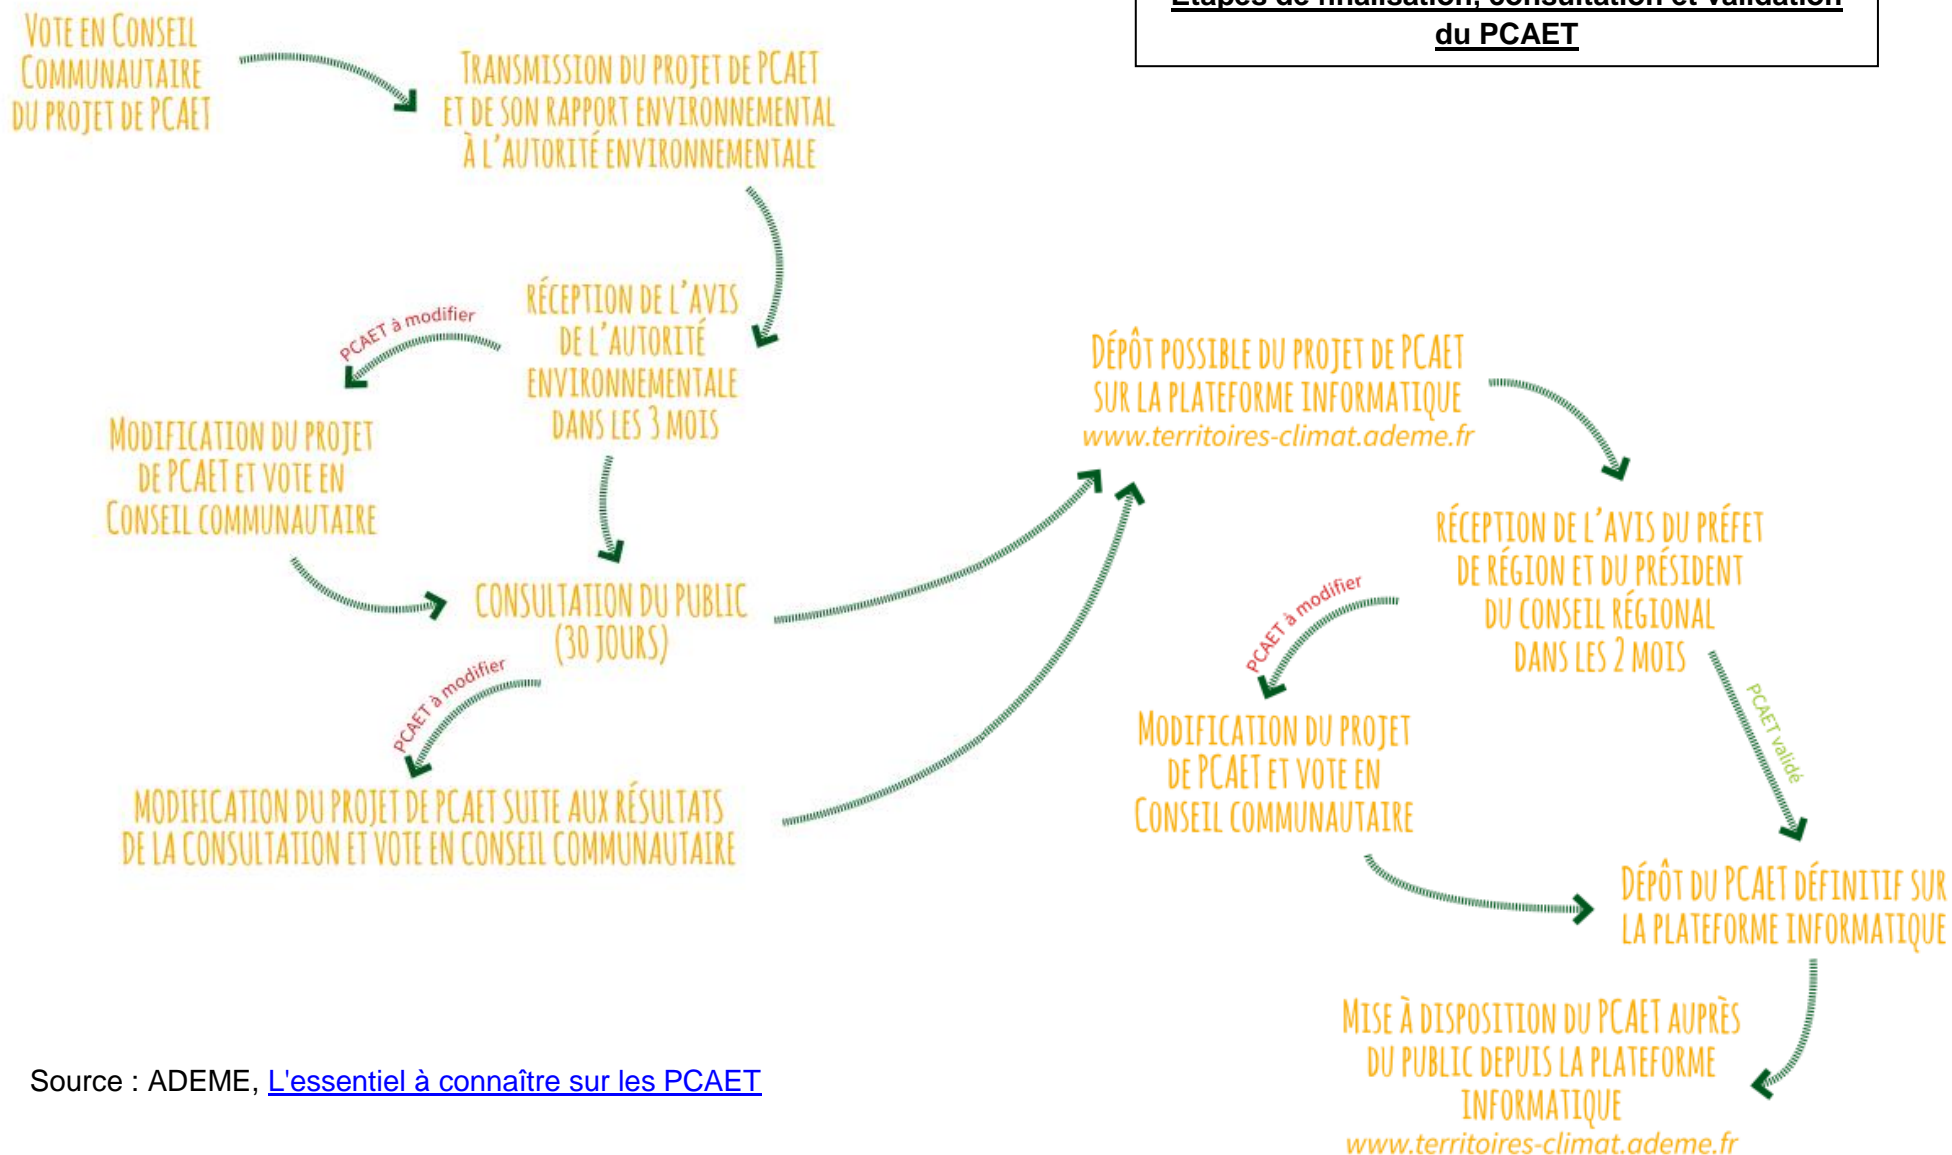 Etapes de finalisation, consultation et validation
du PCAET
Vote en Conseil
Communautaire
du projet de PCAET
Transmission du projet de PCAET
et de son rapport environnemental
à l'autorité environnementale
réception de l'avis
de l'autorité
environnementale
dans les 3 mois
PCAET à modifier
Modification du projet
de PCAET et vote en
Conseil communautaire
consultation du public
(30 jours)
PCAET à modifier
modification du projet de PCAET suite aux résultats
de la consultation et vote en conseil communautaire
Dépôt possible du projet de PCAET
sur la plateforme informatique
www.territoires-climat.ademe.fr
réception de l'avis du préfet
de région et du président
du conseil régional
dans les 2 mois
PCAET à modifier
PCAET validé
Modification du projet
de PCAET et vote en
Conseil communautaire
Dépôt du PCAET définitif sur
la plateforme informatique
Mise à disposition du PCAET auprès
du public depuis la plateforme
informatique
www.territoires-climat.ademe.fr
Source : ADEME, L'essentiel à connaître sur les PCAET